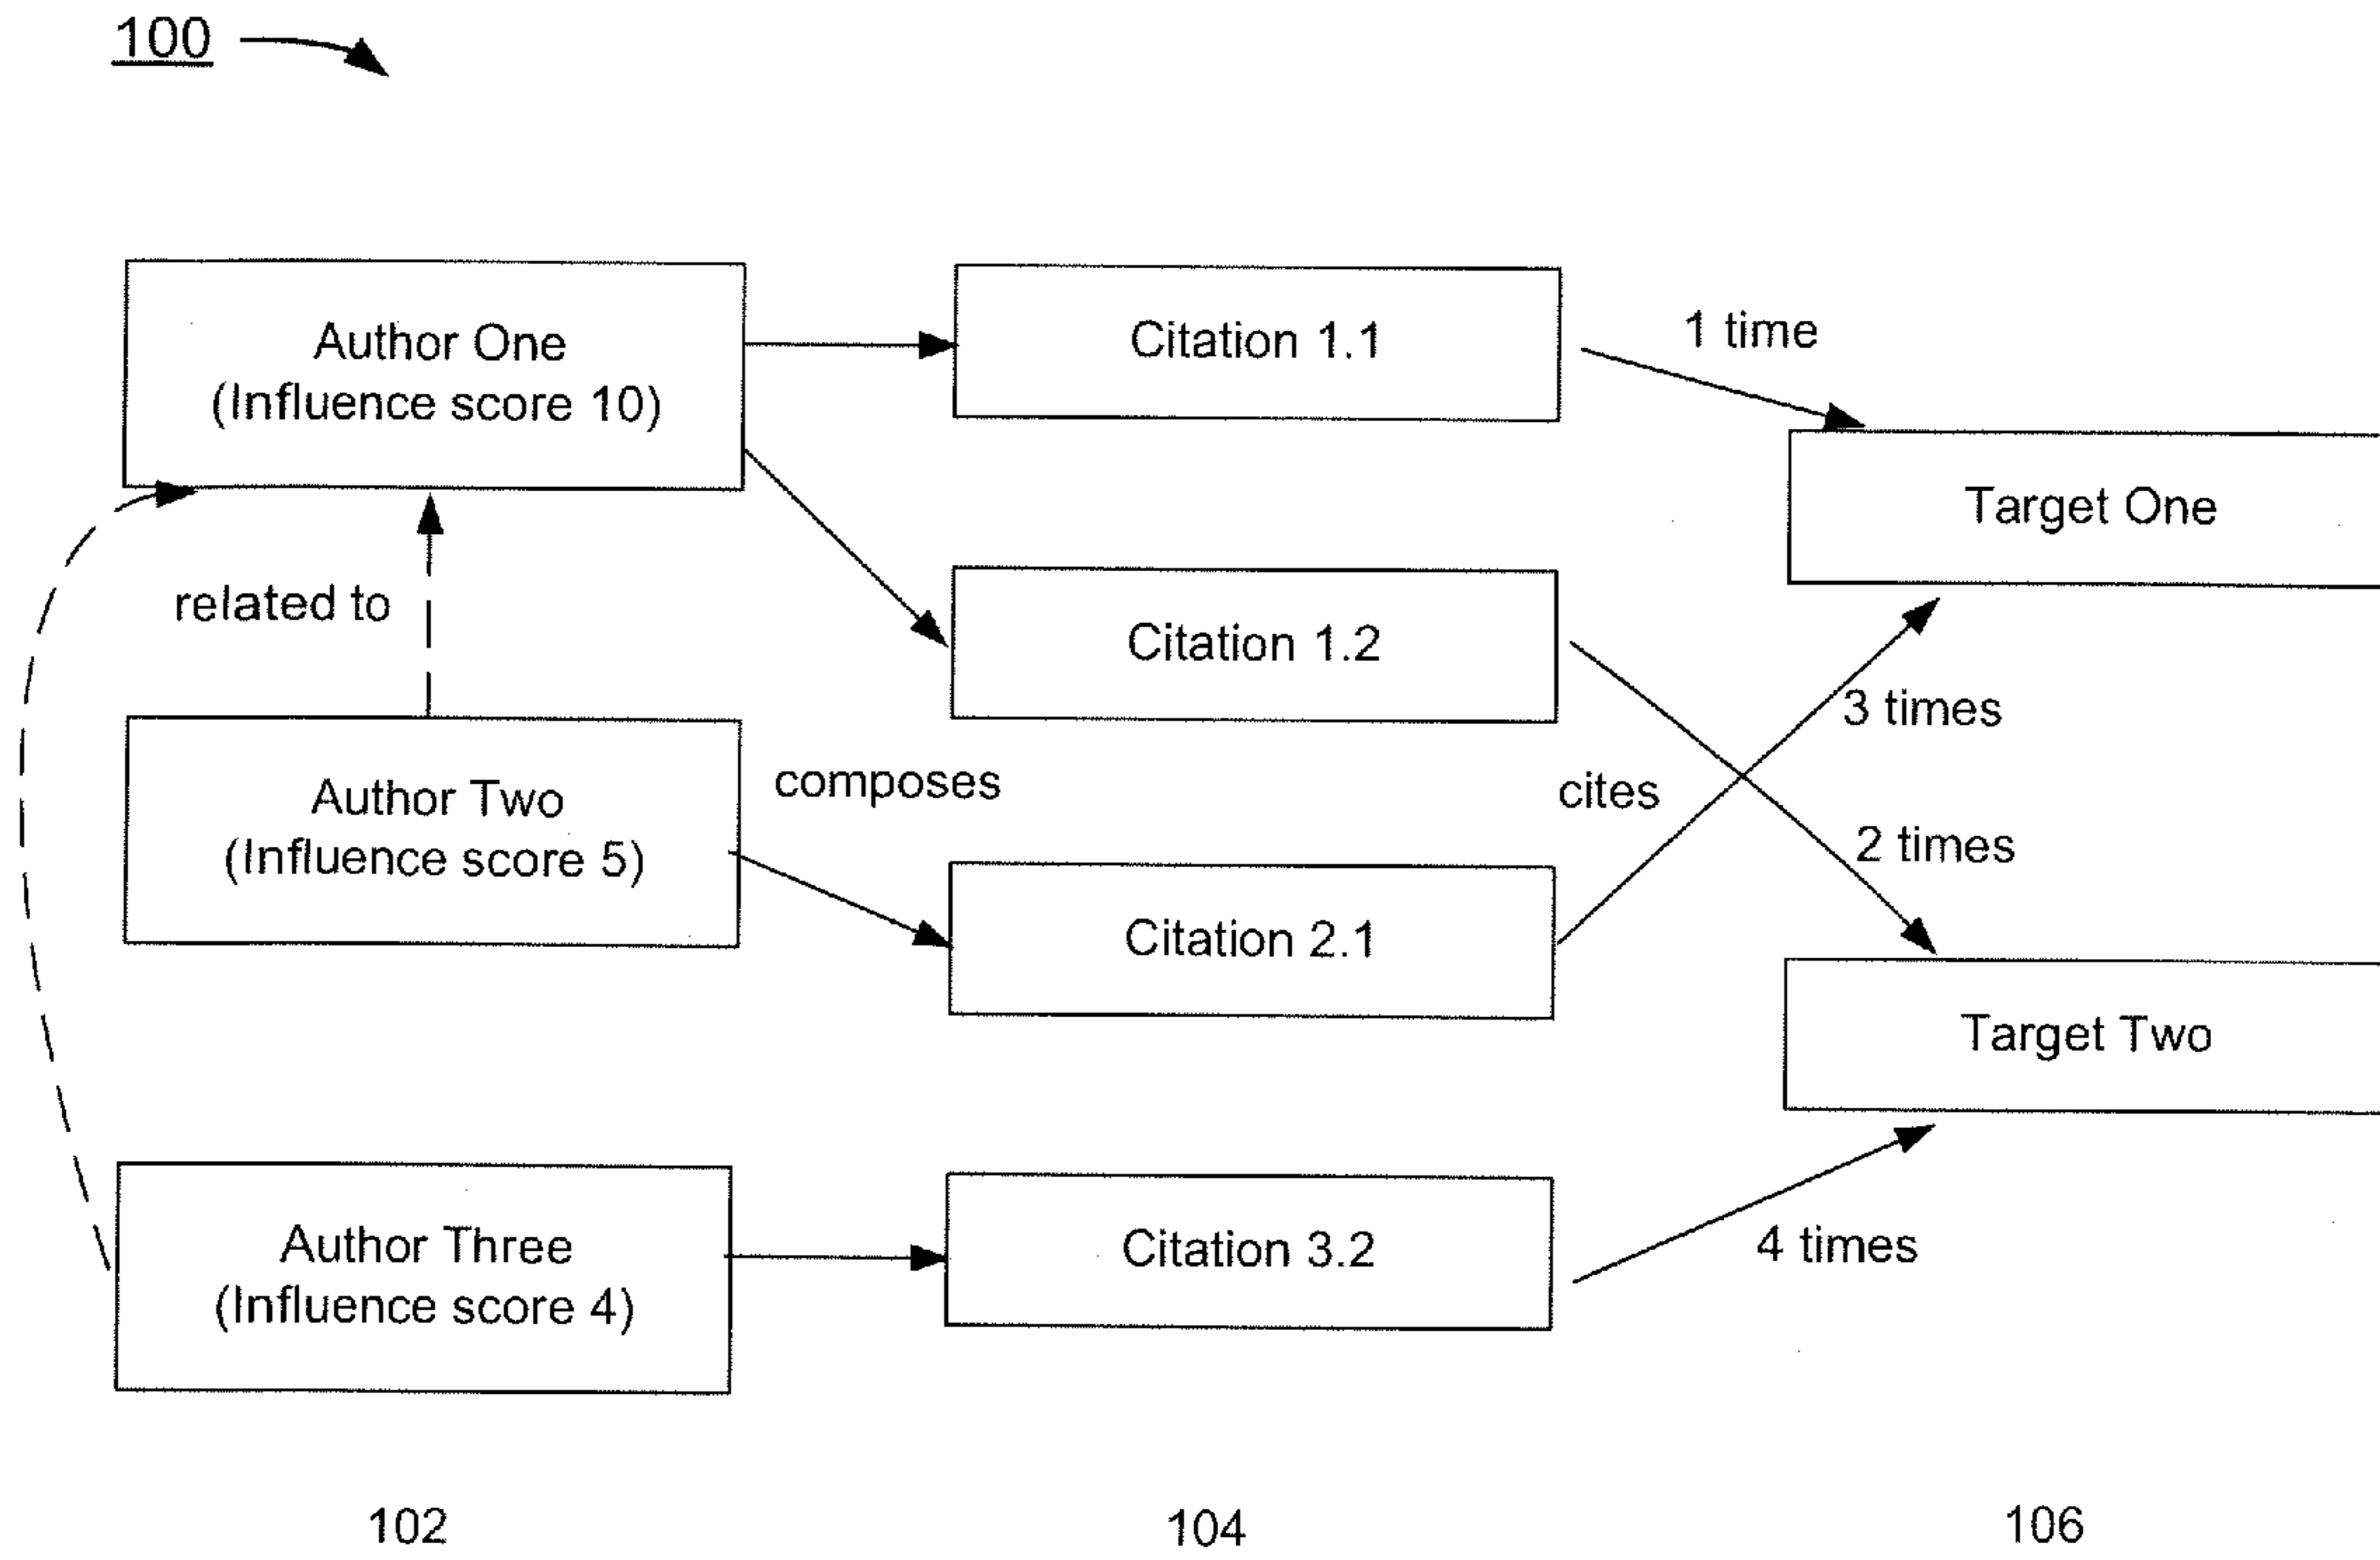 100
Author One
(Influence score 10)
Citation 1.1
1 time
Target One
related to
Citation 1.2
3 times
Author Two
(Influence score 5)
composes
cites
2 times
Citation 2.1
Target Two
Author Three
(Influence score 4)
Citation 3.2
4 times
102
104
106